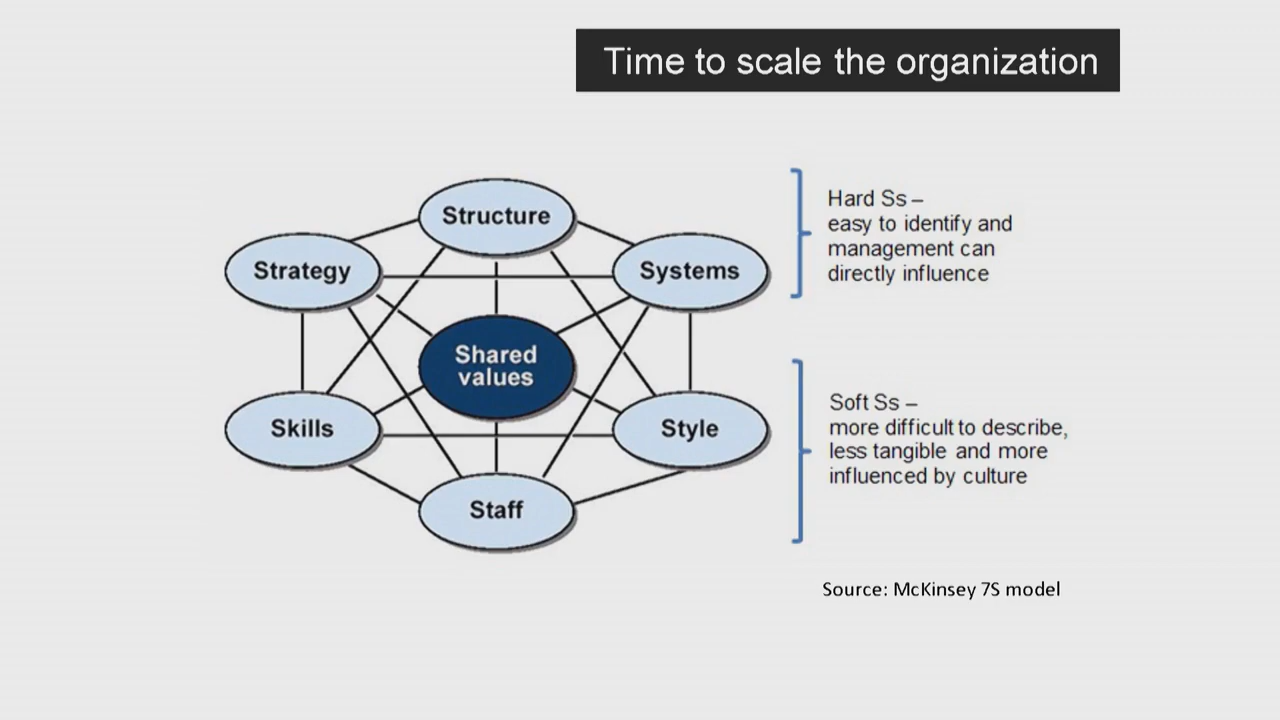 Time to scale the organization
Structure
Strategy
Systems
Shared
values
Skills
Style
Staff
Hard Ss –
easy to identify and
management can
directly influence
Soft Ss –
more difficult to describe,
less tangible and more
influenced by culture
Source: McKinsey 7S model